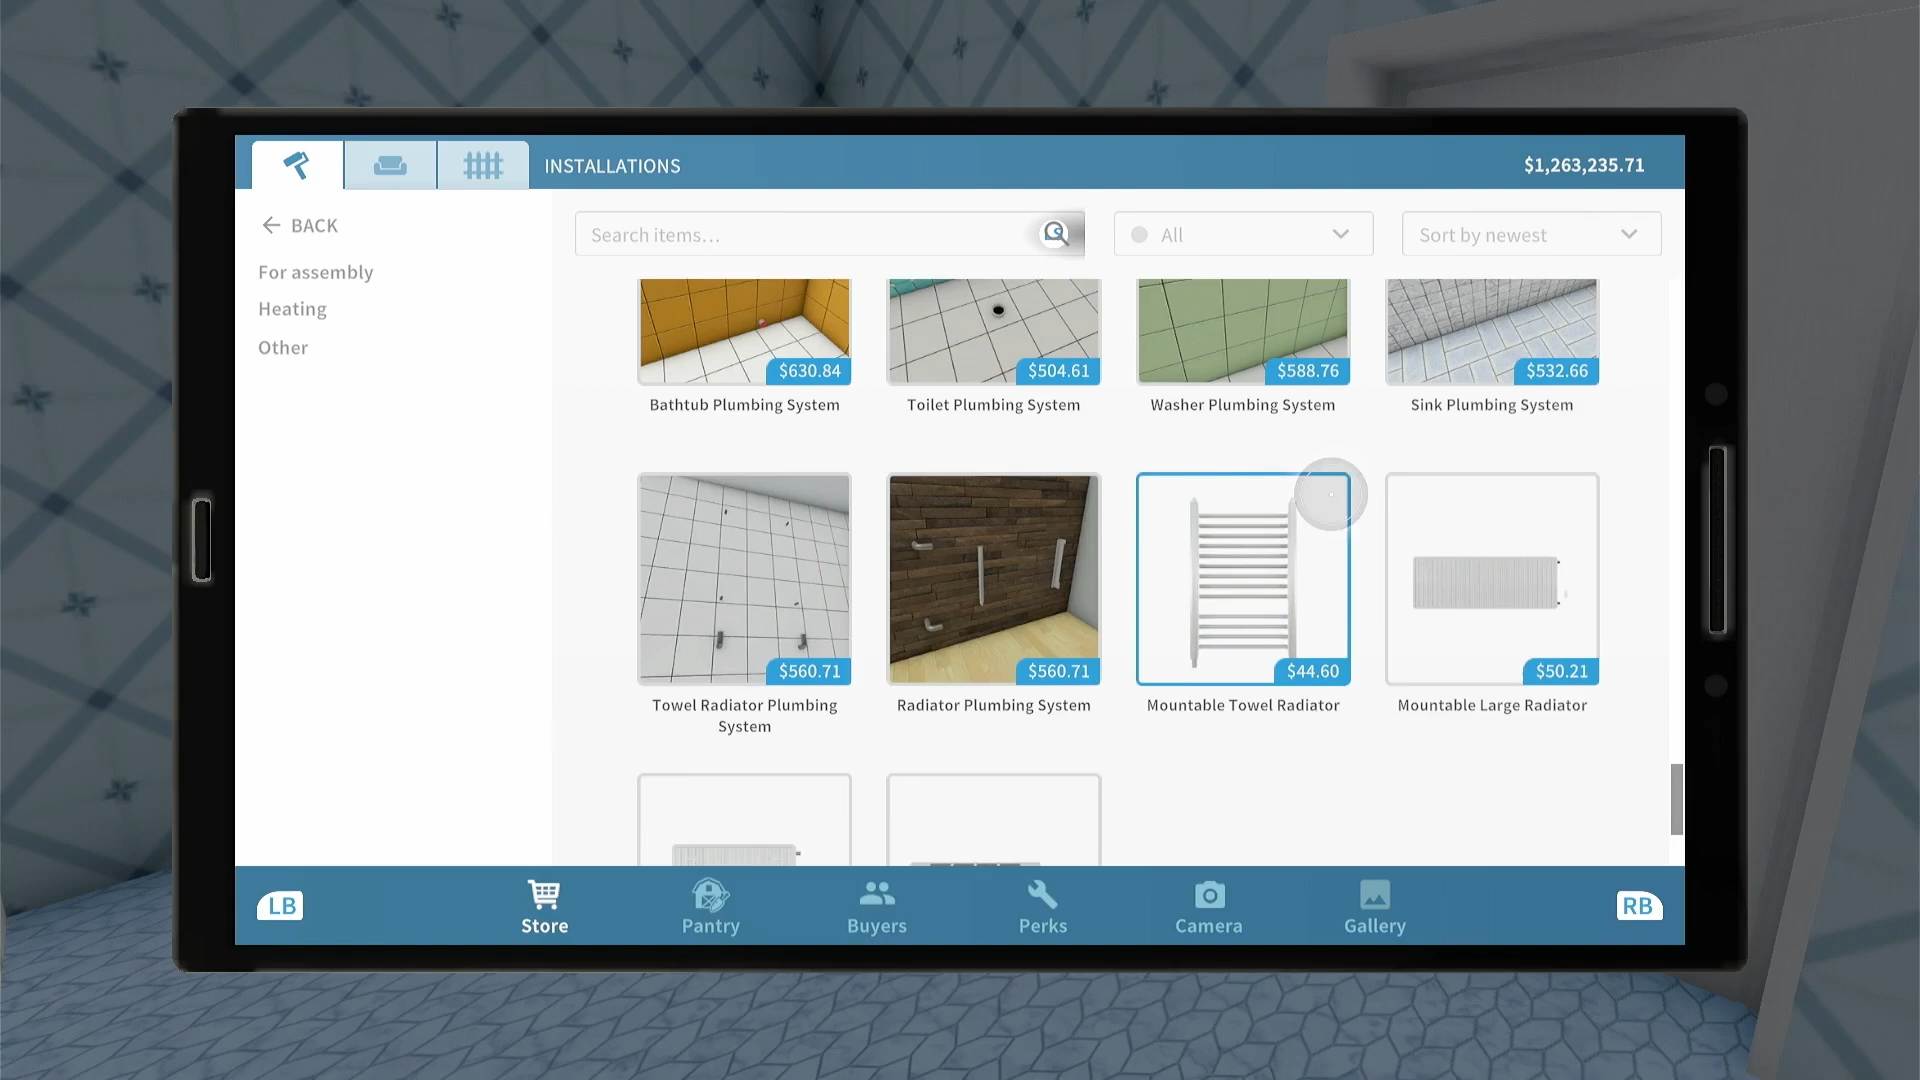 INSTALLATIONS
$1,263,235.71
BACK
For assembly
Heating
Other
Search items...
All
Sort by newest
$630.84
$504.61
$588.76
$532.66
Bathtub Plumbing System
Toilet Plumbing System
Washer Plumbing System
Sink Plumbing System
$560.71
$560.71
$44.60
$50.21
Towel Radiator Plumbing
System
Radiator Plumbing System
Mountable Towel Radiator
Mountable Large Radiator
LB
Store
Pantry
Buyers
Perks
Camera
Gallery
RB